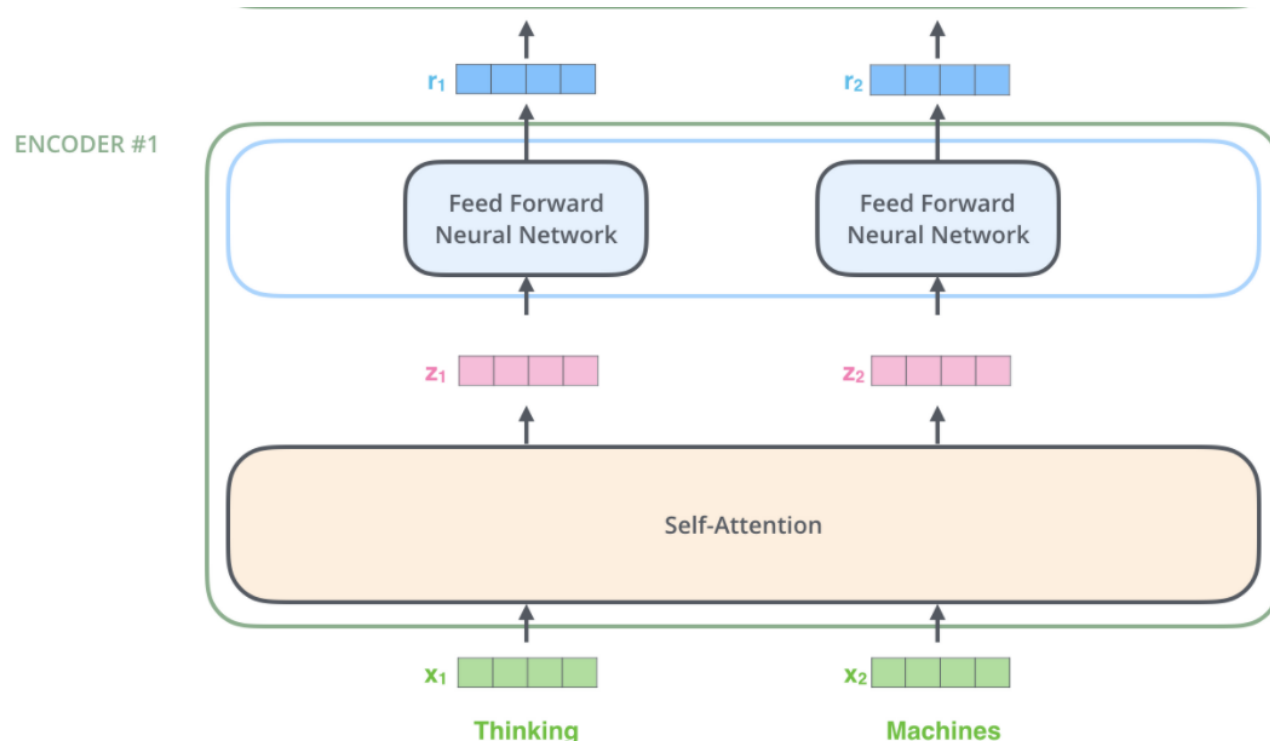 r₁
r₂
ENCODER #1
Feed Forward
Neural Network
Feed Forward
Neural Network
z₁
z₂
Self-Attention
x₁
x₂
Thinking
Machines